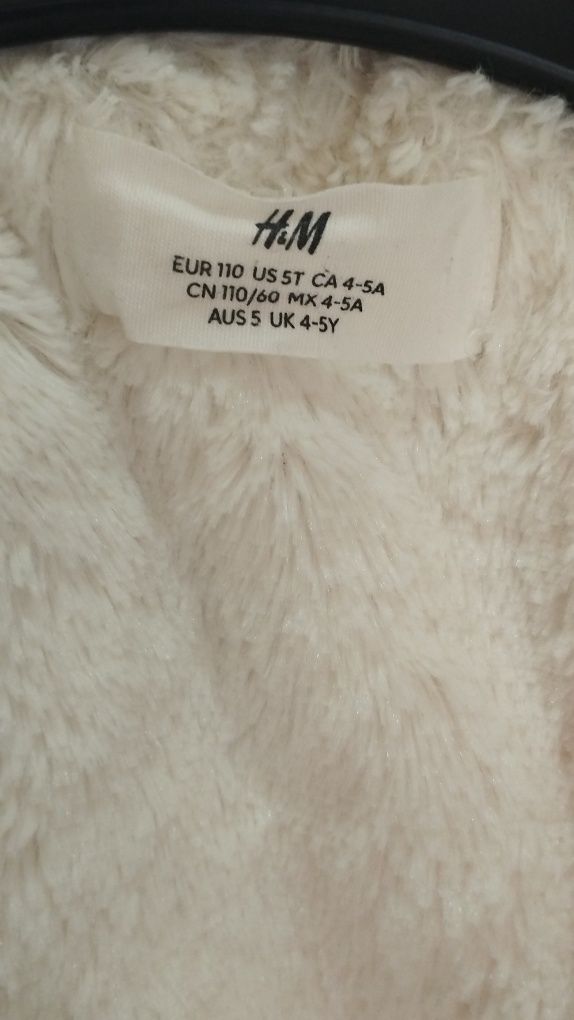 H&M
EUR 110 US 5T CA 4-5A
CN 110/60 MX 4-5A
AUS 5 UK 4-5Y